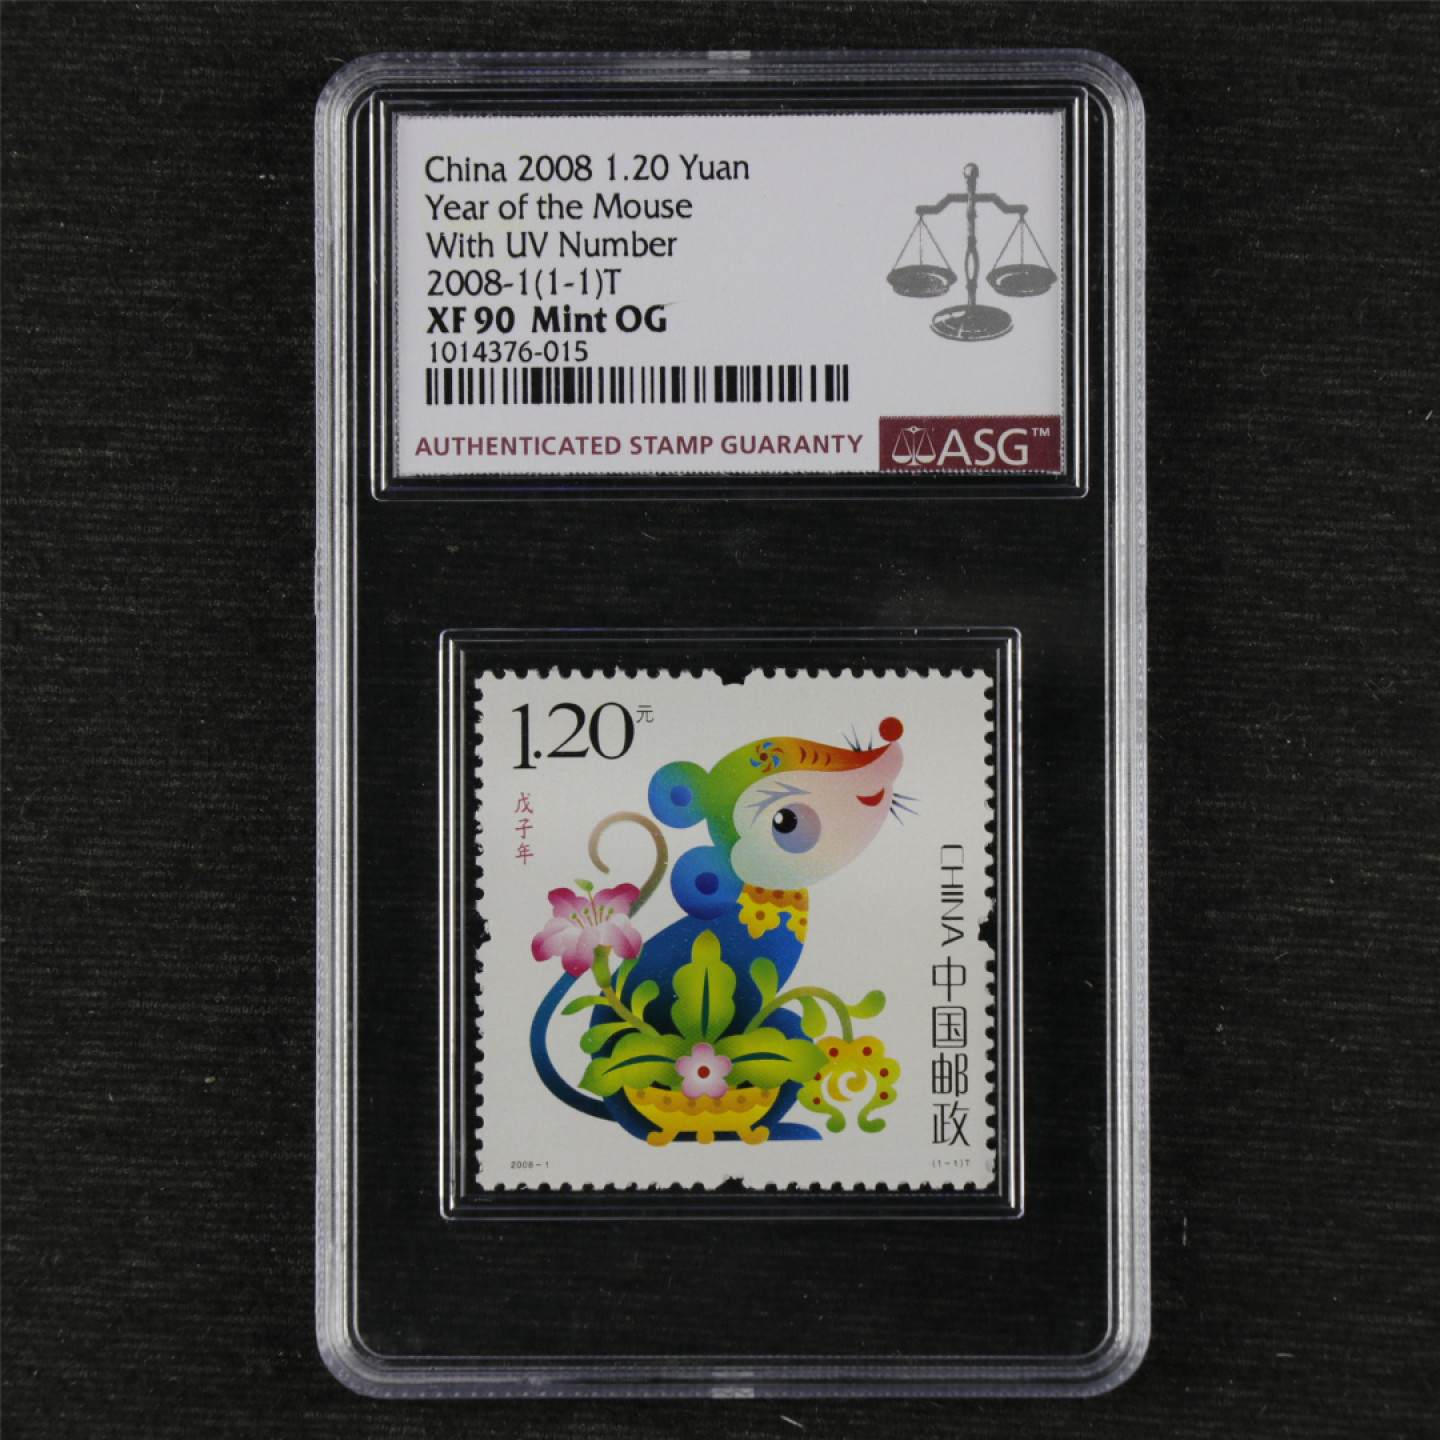 China 2008 1.20 Yuan
Year of the Mouse
With UV Number
2008-1(1-1)T
XF 90 Mint OG
1014376-015
AUTHENTICATED STAMP GUARANTY
ASG™
1.20元
戊子年
CHINA 中国邮政
2008-1
(1-1)T